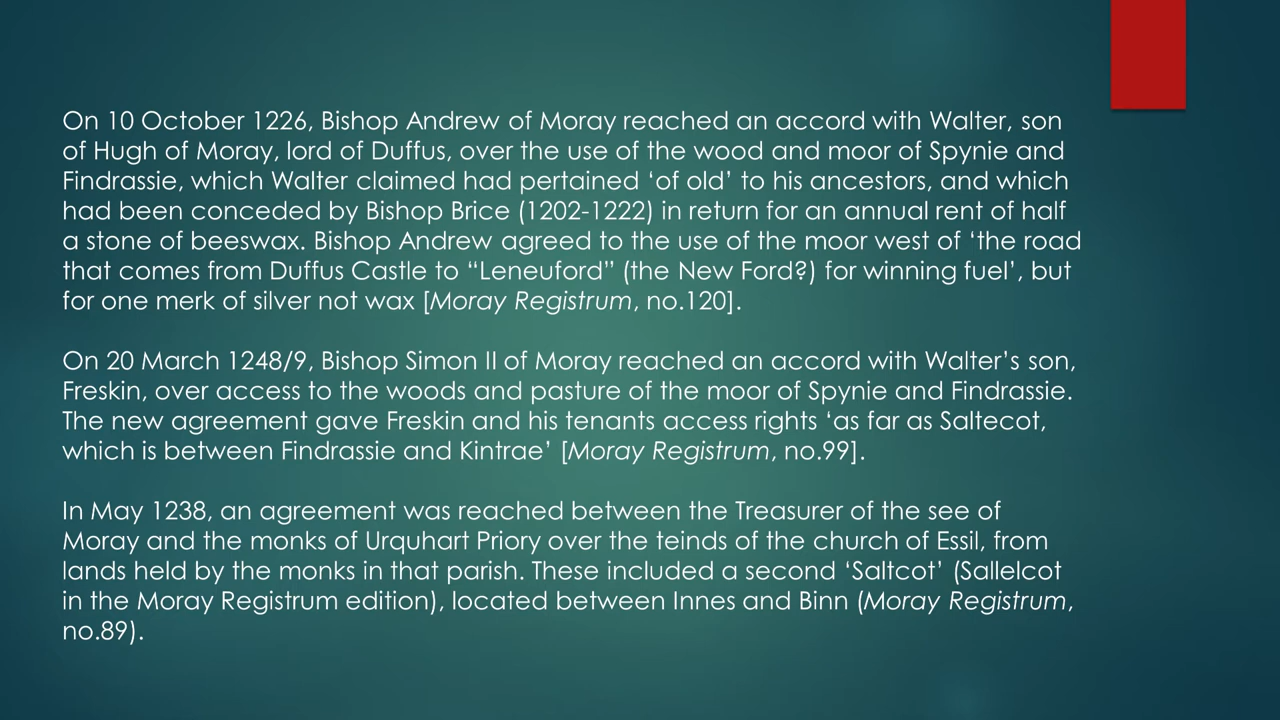 On 10 October 1226, Bishop Andrew of Moray reached an accord with Walter, son
of Hugh of Moray, lord of Duffus, over the use of the wood and moor of Spynie and
Findrassie, which Walter claimed had pertained ‘of old’ to his ancestors, and which
had been conceded by Bishop Brice (1202-1222) in return for an annual rent of half
a stone of beeswax. Bishop Andrew agreed to the use of the moor west of ‘the road
that comes from Duffus Castle to “Leneuford” (the New Ford?) for winning fuel’, but
for one merk of silver not wax [Moray Registrum, no.120].
On 20 March 1248/9, Bishop Simon II of Moray reached an accord with Walter’s son,
Freskin, over access to the woods and pasture of the moor of Spynie and Findrassie.
The new agreement gave Freskin and his tenants access rights ‘as far as Saltecot,
which is between Findrassie and Kintrae’ [Moray Registrum, no.99].
In May 1238, an agreement was reached between the Treasurer of the see of
Moray and the monks of Urquhart Priory over the teinds of the church of Essil, from
lands held by the monks in that parish. These included a second ‘Saltcot’ (Sallelcot
in the Moray Registrum edition), located between Innes and Binn (Moray Registrum,
no.89).